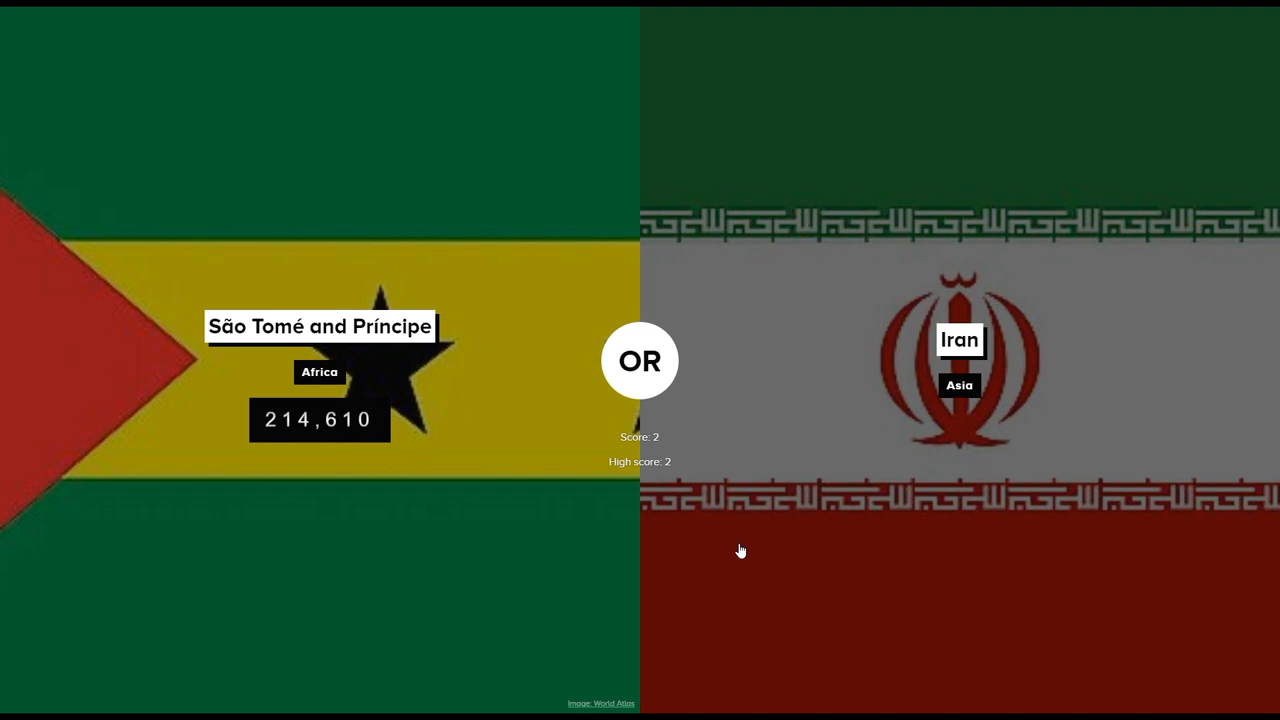 São Tomé and Príncipe
Africa
214,610
OR
Score: 2
High score: 2
Iran
Asia
Image: World Atlas